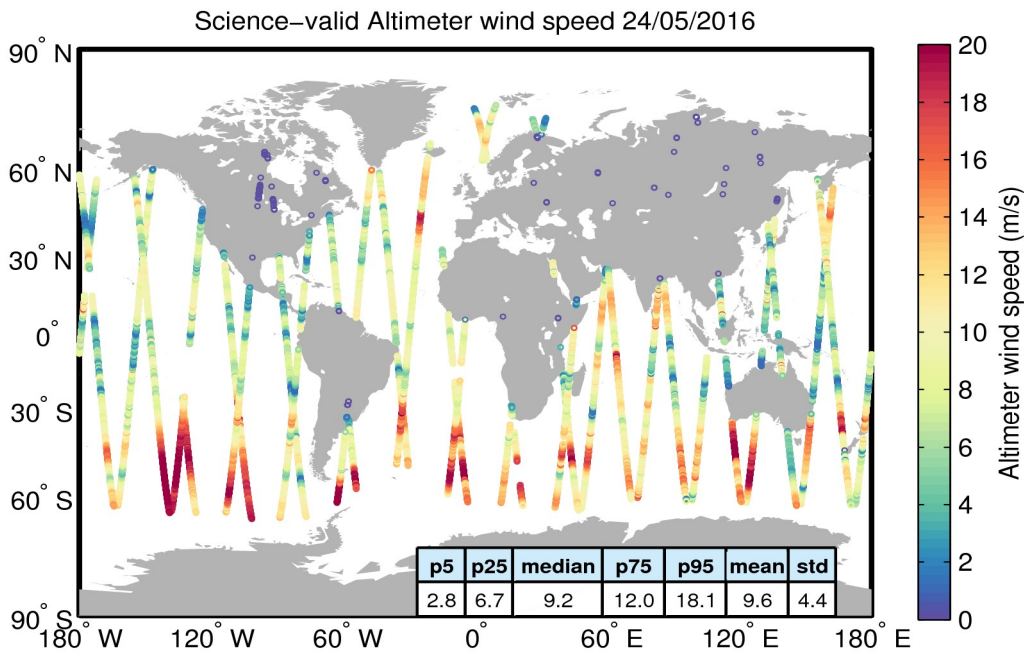 Science−valid Altimeter wind speed 24/05/2016
90° N
60° N
30° N
0°
30° S
60° S
90° S
180° W
120° W
60° W
0°
60° E
120° E
180° E
p5 p25 median p75 p95 mean std
2.8 6.7 9.2 12.0 18.1 9.6 4.4
20
18
16
14
12
10
8
6
4
2
0
Altimeter wind speed (m/s)